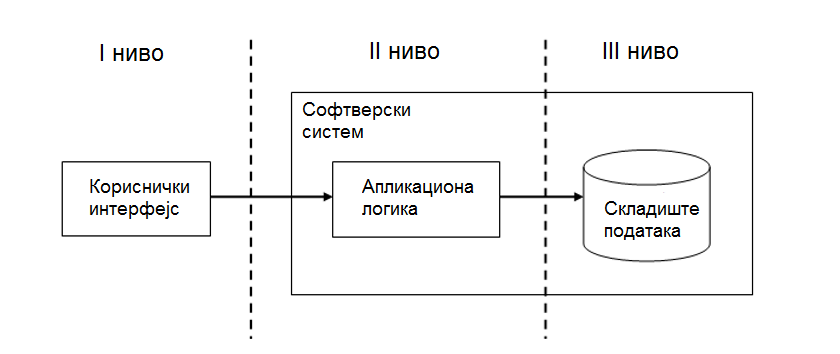 I ниво
II ниво
III ниво
Софтверски
систем
Кориснички
интерфејс
Апликациона
логика
Складиште
података